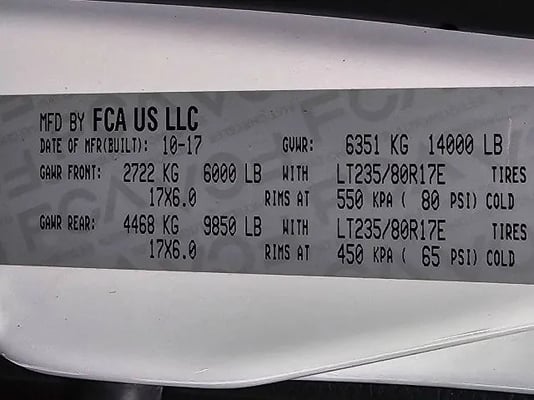 MFD BY FCA US LLC
DATE OF MFR(BUILT): 10-17 GVWR: 6351 KG 14000 LB
GAWR FRONT: 2722 KG 6000 LB WITH LT235/80R17E TIRES
17X6.0 RIMS AT 550 KPA ( 80 PSI) COLD
GAWR REAR: 4468 KG 9850 LB WITH LT235/80R17E TIRES
17X6.0 RIMS AT 450 KPA ( 65 PSI) COLD